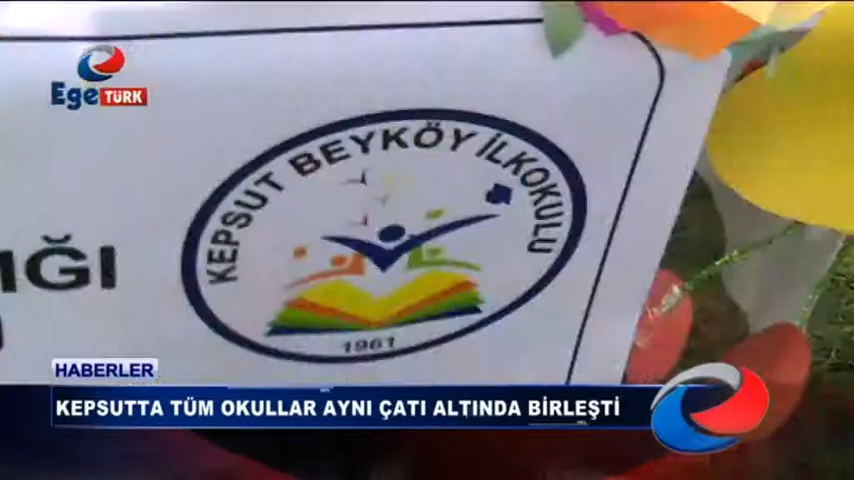 Ege TÜRK
KEPSUT BEYKÖY İLKOKULU
IĞI
1961
HABERLER
KEPSUTTA TÜM OKULLAR AYNI ÇATI ALTINDA BİRLEŞTİ